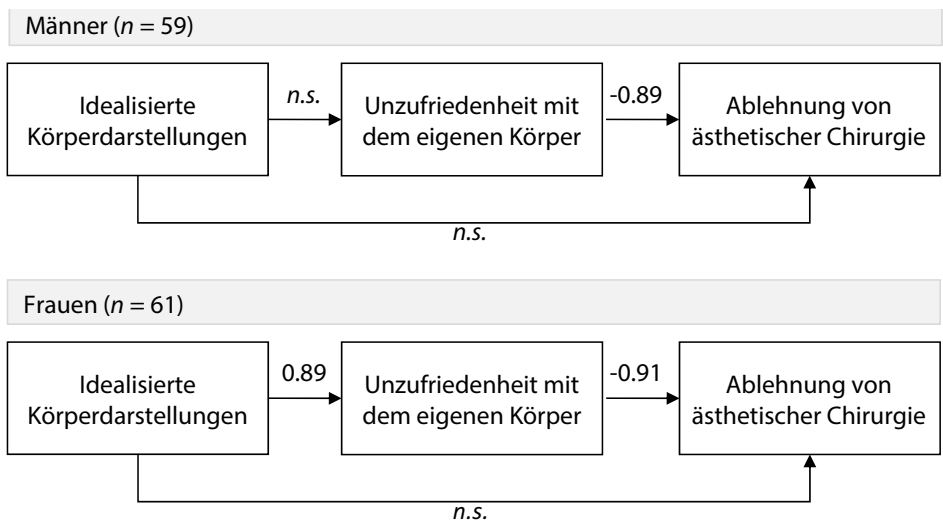 Männer (n = 59)
Idealisierte
Körperdarstellungen
n.s.
Unzufriedenheit mit
dem eigenen Körper
-0.89
Ablehnung von
ästhetischer Chirurgie
n.s.
Frauen (n = 61)
Idealisierte
Körperdarstellungen
0.89
Unzufriedenheit mit
dem eigenen Körper
-0.91
Ablehnung von
ästhetischer Chirurgie
n.s.